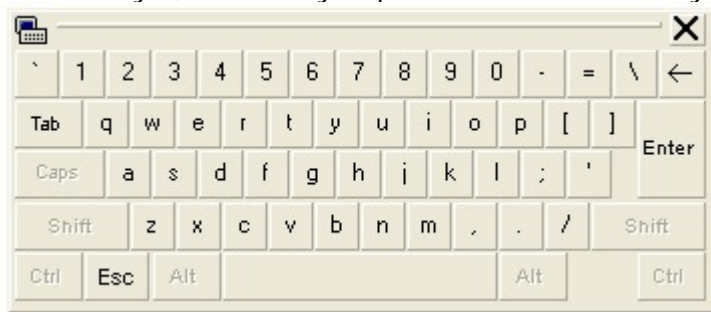 ` 1 2 3 4 5 6 7 8 9 0 - = \ ←
Tab q w e r t y u i o p [ ] Enter
Caps a s d f g h j k l ; '
Shift z x c v b n m , . / Shift
Ctrl Esc Alt Alt Ctrl